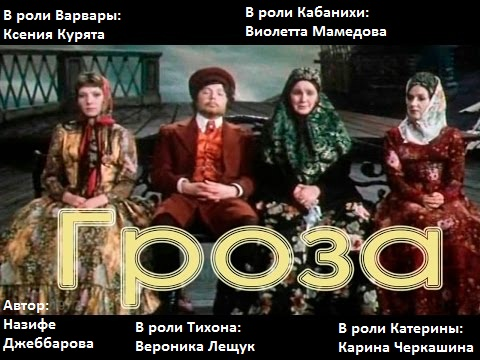 В роли Варвары:
Ксения Курята
В роли Кабанихи:
Виолетта Мамедова
Гроза
Автор:
Назифе
Джеббарова
В роли Тихона:
Вероника Лещук
В роли Катерины:
Карина Черкашина